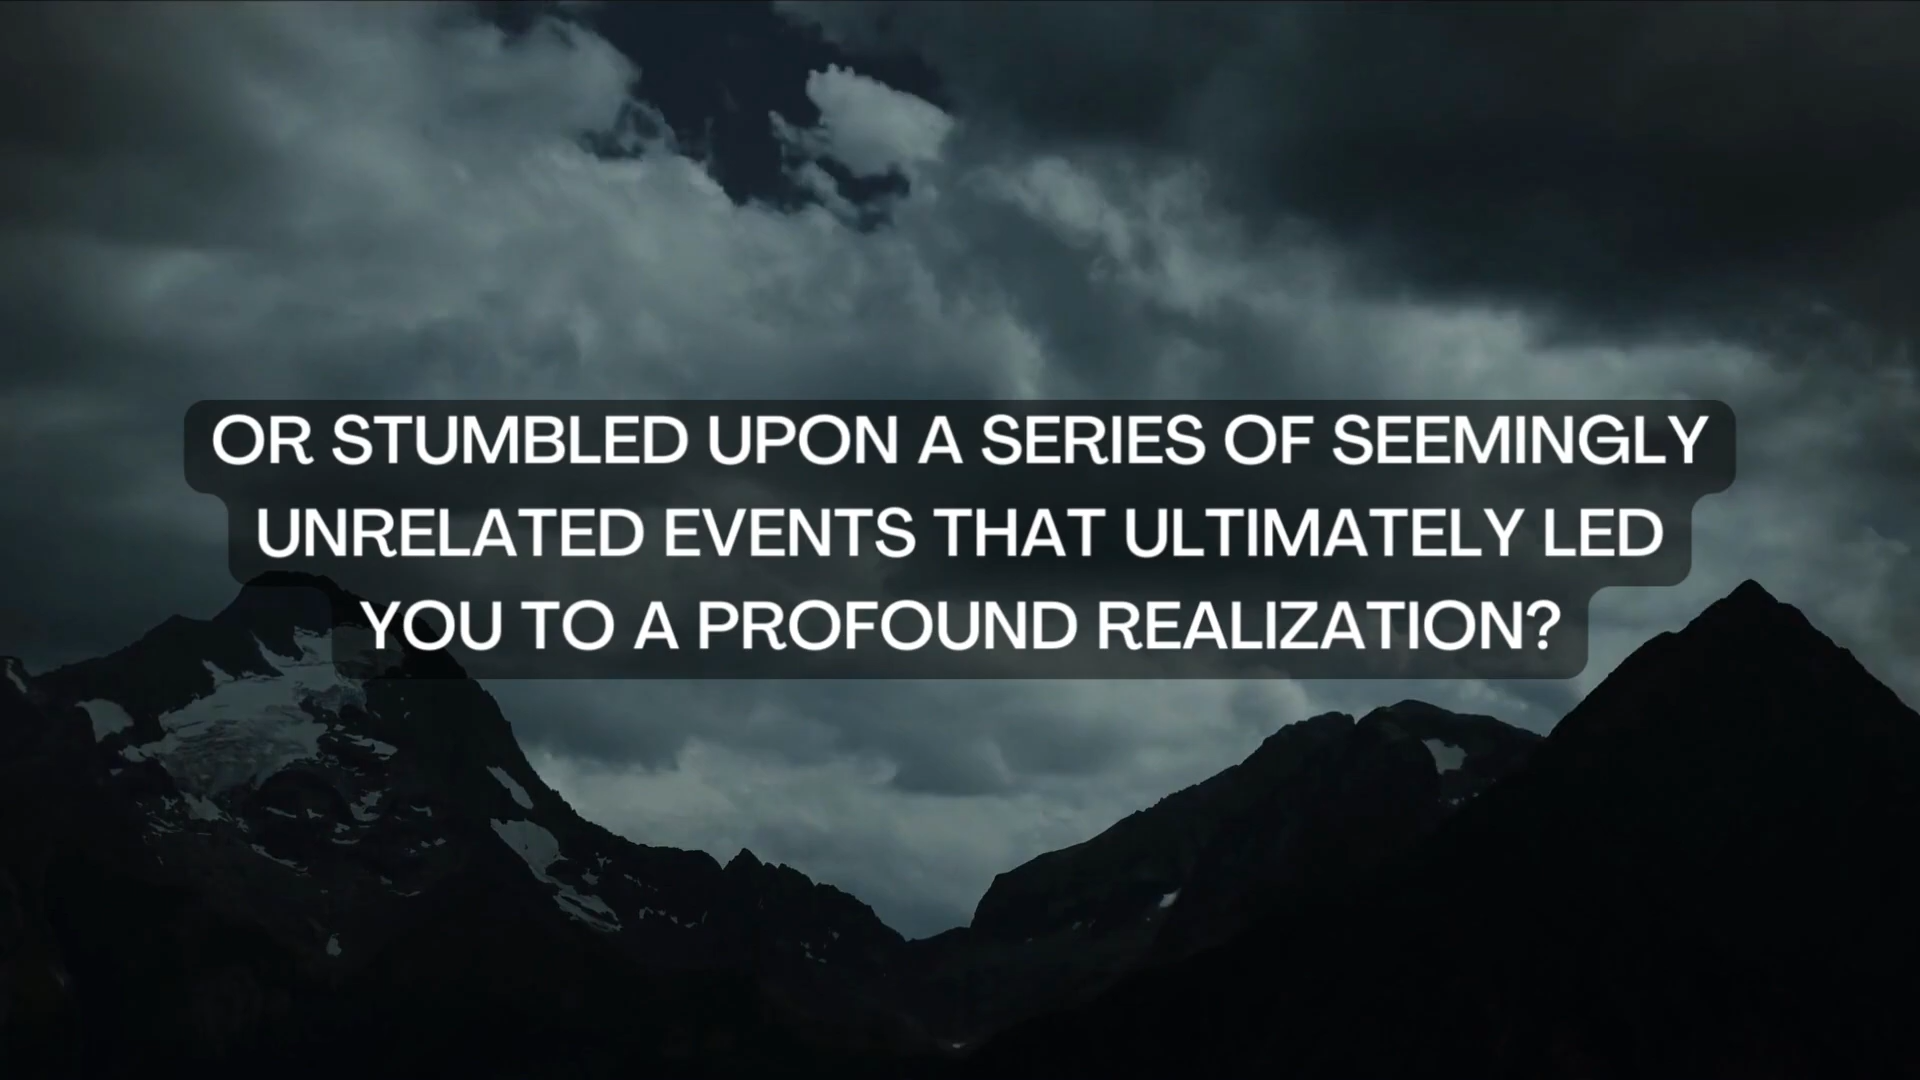 OR STUMBLED UPON A SERIES OF SEEMINGLY
UNRELATED EVENTS THAT ULTIMATELY LED
YOU TO A PROFOUND REALIZATION?